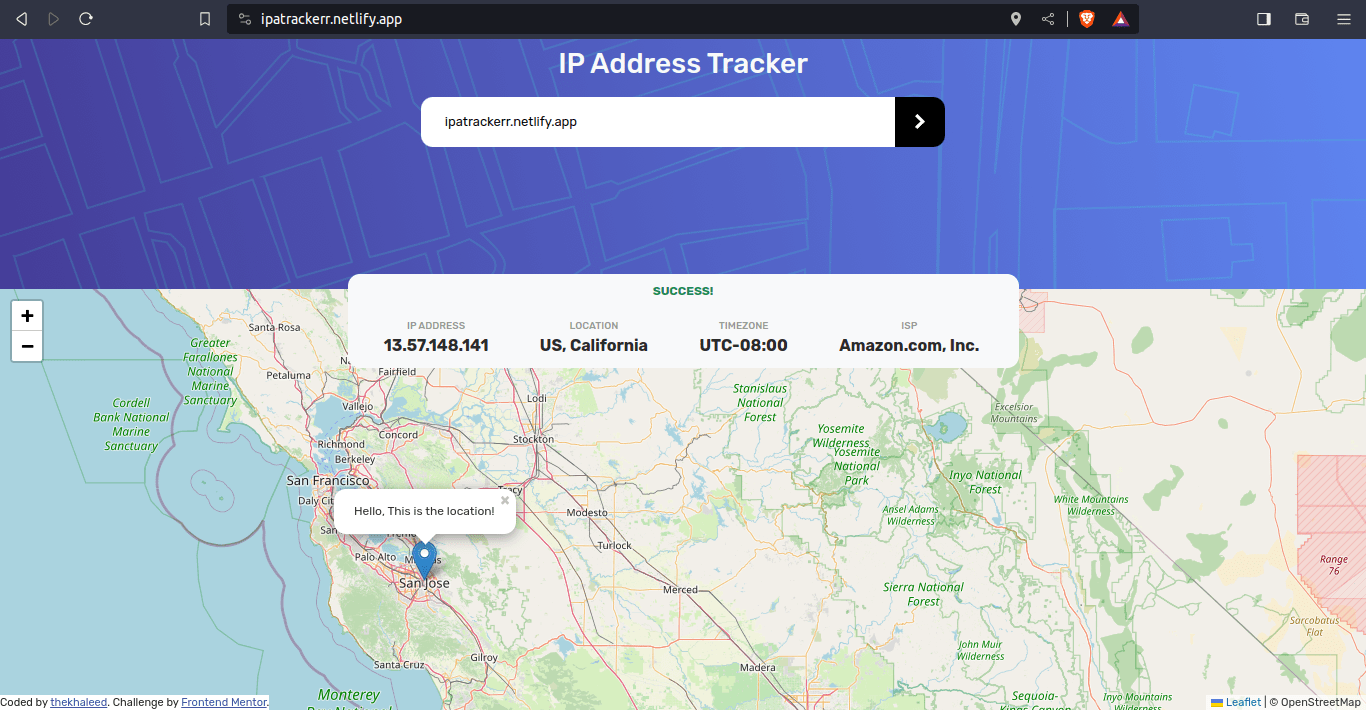 ipatrackerr.netlify.app
IP Address Tracker
ipatrackerr.netlify.app
SUCCESS!
IP ADDRESS
13.57.148.141
LOCATION
US, California
TIMEZONE
UTC-08:00
ISP
Amazon.com, Inc.
+
−
Santa Rosa
Greater
Farallones
National
Marine
Sanctuary
Petaluma
Fairfield
Cordell
Bank National
Marine
Sanctuary
Vallejo
Lodi
Concord
Stockton
Richmond
Berkeley
San Francisco
Tracy
Hello, This is the location!
×
Modesto
Palo Alto
Turlock
San Jose
Merced
Gilroy
Santa Cruz
Madera
Monterey
Stanislaus
National
Forest
Yosemite
Wilderness
Yosemite
National
Park
Excelsior
Mountains
Inyo National
Forest
White Mountains
Wilderness
Ansel Adams
Wilderness
Range
76
Sierra National
Forest
Sarcobatus
Flat
John Muir
Wilderness
Sequoia-
Kings Canyon
Inyo Mountains
Wilderness
Coded by thekhaleed. Challenge by Frontend Mentor.
Leaflet | © OpenStreetMap